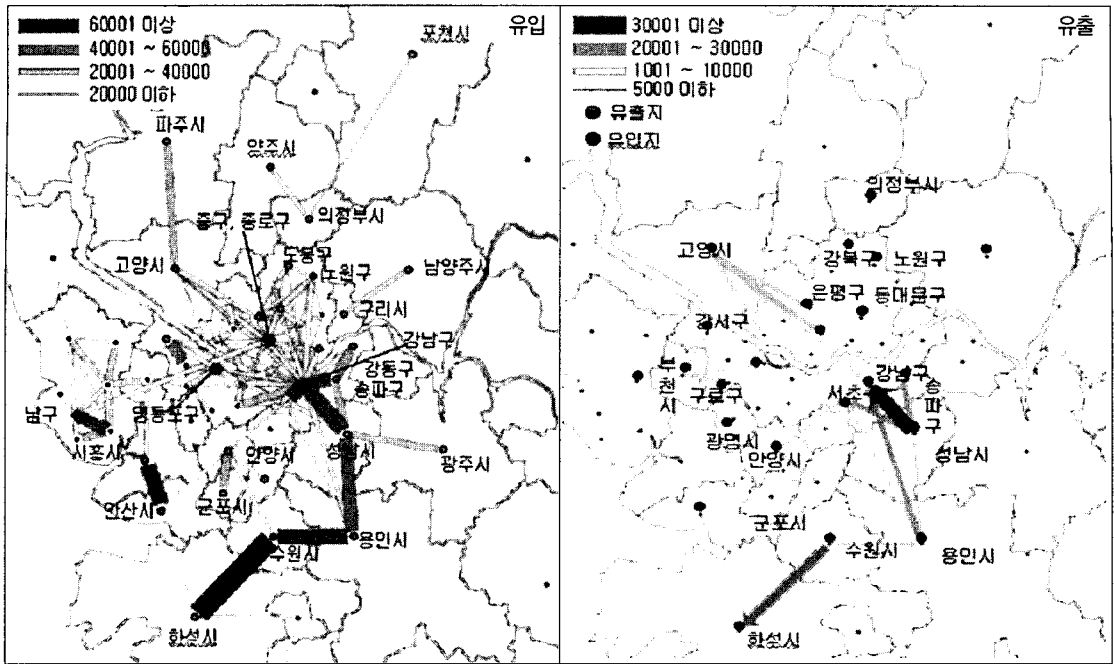 60001 이상
40001 ~ 60000
20001 ~ 40000
20000 이하
유입
포천시
파주시
양주시
의정부시
중구, 종로구
도봉구
노원구
고양시
남양주시
구리시
강남구
강동구
송파구
남구
영등포구
시흥시
안양시
성남시
광주시
안산시
군포시
수원시
용인시
화성시
30001 이상
20001 ~ 30000
1001 ~ 10000
5000 이하
유출지
유입지
유출
의정부시
고양시
강북구
노원구
은평구
동대문구
강서구
부천시
구로구
서초구
강남구
송파구
광명시
안양시
성남시
군포시
수원시
용인시
화성시